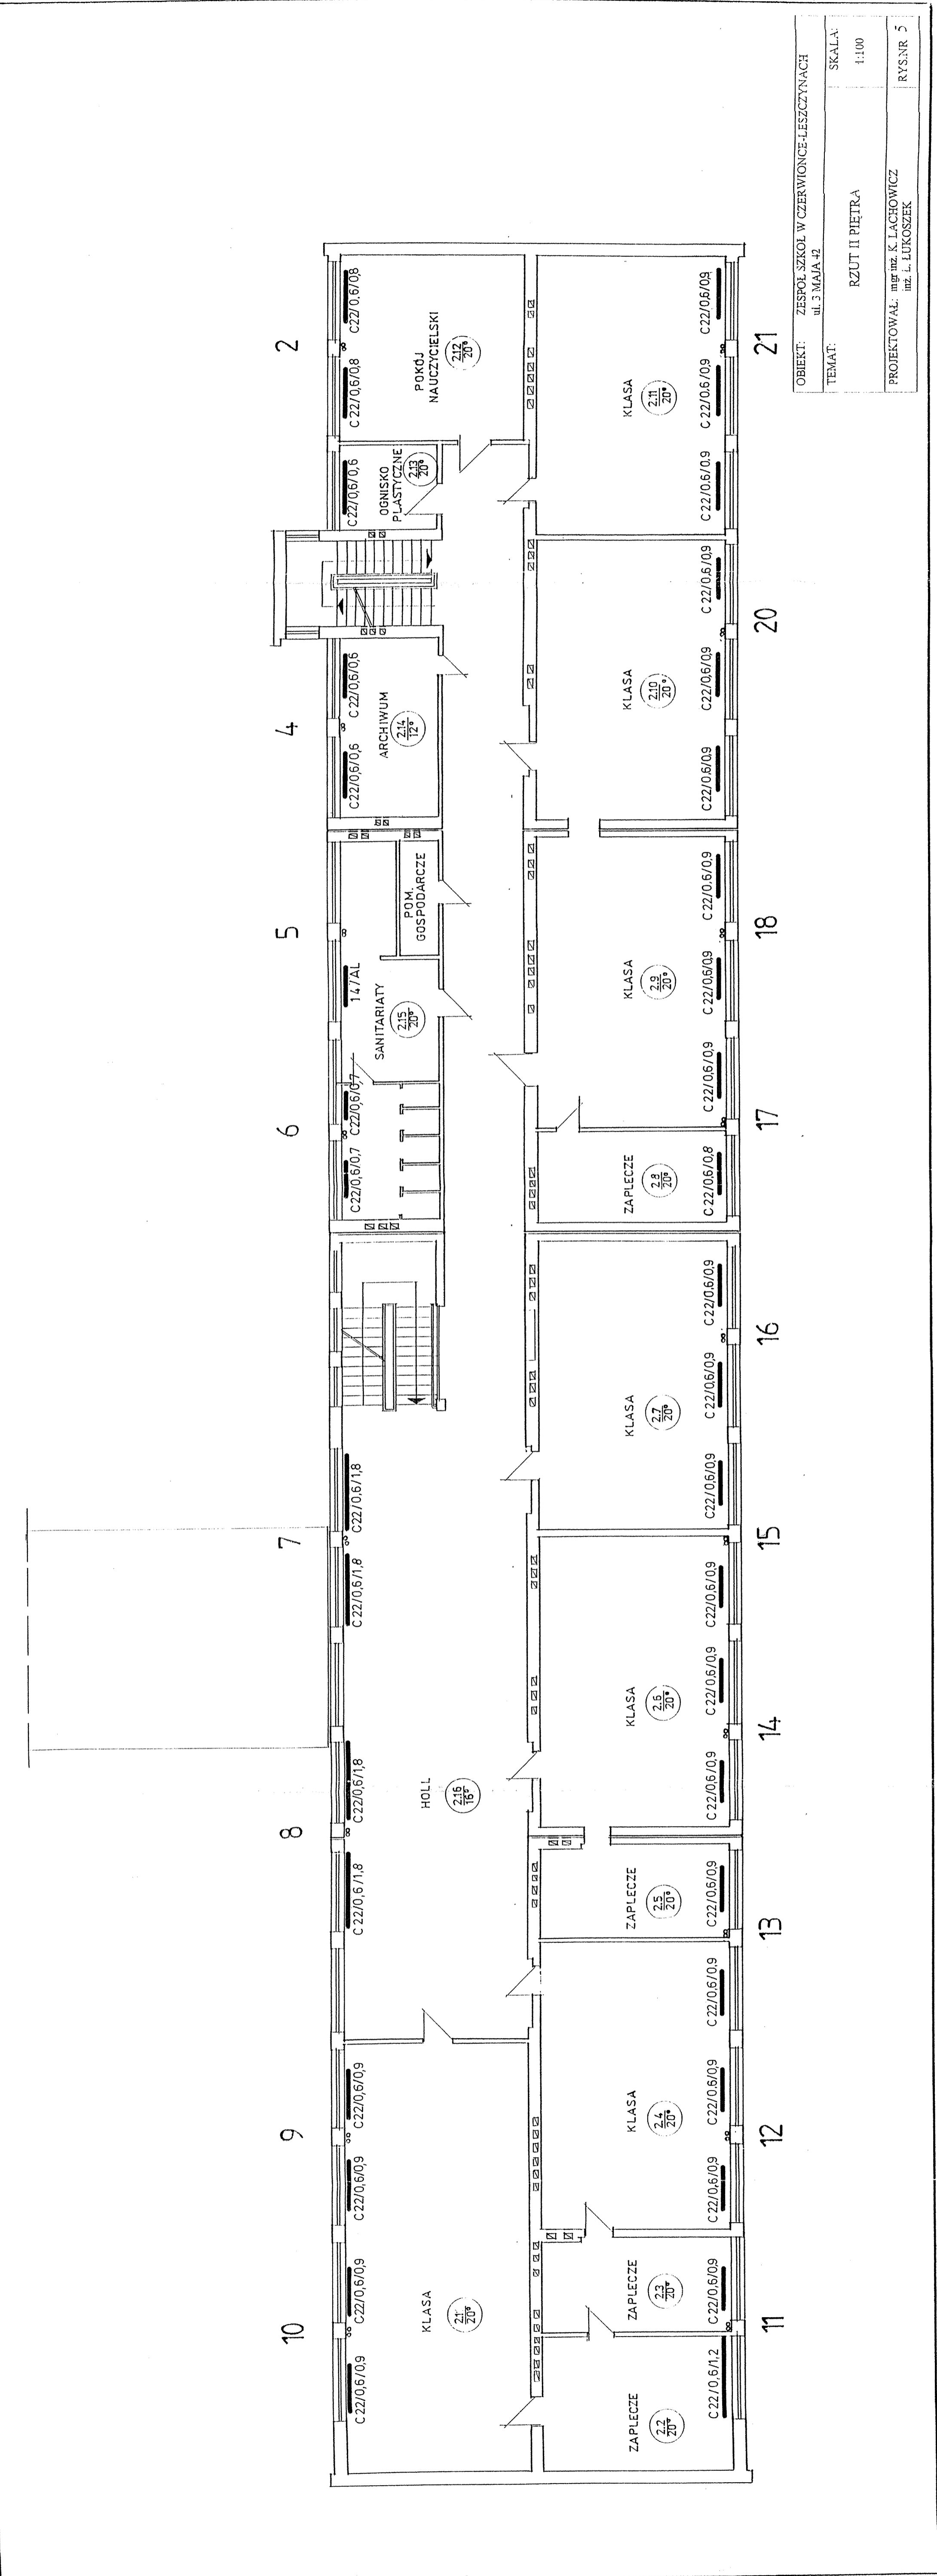 OBIEKT: ZESPÓŁ SZKÓŁ W CZERWIONCE-LESZCZYNACH
ul. 3 MAJA 42
TEMAT:
RZUT II PIĘTRA
SKALA:
1:100
PROJEKTOWAŁ: mgr inż. K. LACHOWICZ
inż. L. ŁUKOSZEK
RYS.NR 5
10
9
8
7
6
5
4
2
C22/0,6/0,9
C22/0,6/0,9
C22/0,6/0,9
C22/0,6/0,9
C22/0,6/1,8
C22/0,6/1,8
C22/0,6/1,8
C22/0,6/1,8
C22/0,6/0,7
C22/0,6/0,7
14/AL
C22/0,6/0,6
C22/0,6/0,6
C22/0,6/0,6
C22/0,6/0,8
C22/0,6/0,8
KLASA
2.1
20°
HOLL
2.16
16°
SANITARIATY
2.15
20°
POM.
GOSPODARCZE
ARCHIWUM
2.14
12°
OGNISKO
PLASTYCZNE
2.13
20°
POKÓJ
NAUCZYCIELSKI
2.12
20°
ZAPLECZE
2.2
20°
ZAPLECZE
2.3
20°
KLASA
2.4
20°
ZAPLECZE
2.5
20°
KLASA
2.6
20°
KLASA
2.7
20°
ZAPLECZE
2.8
20°
KLASA
2.9
20°
KLASA
2.10
20°
KLASA
2.11
20°
C22/0,6/1,2
C22/0,6/0,9
C22/0,6/0,9
C22/0,6/0,9
C22/0,6/0,9
C22/0,6/0,9
C22/0,6/0,9
C22/0,6/0,9
C22/0,6/0,9
C22/0,6/0,9
C22/0,6/0,9
C22/0,6/0,9
C22/0,6/0,8
C22/0,6/0,9
C22/0,6/0,9
C22/0,6/0,9
C22/0,6/0,9
C22/0,6/0,9
C22/0,6/0,9
C22/0,6/0,9
C22/0,6/0,9
C22/0,6/0,9
11
12
13
14
15
16
17
18
20
21